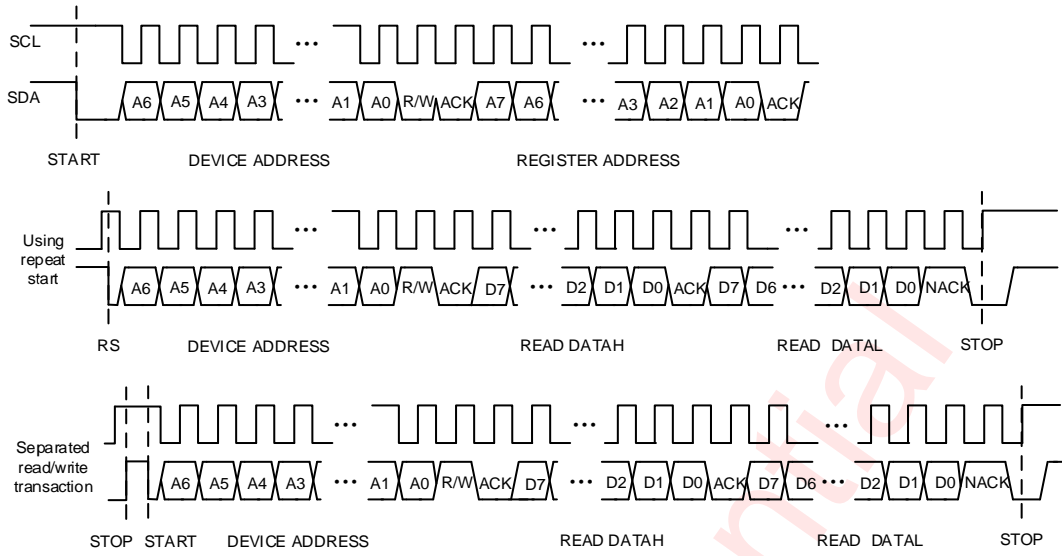 SCL
SDA
A6 A5 A4 A3 ••• A1 A0 R/W ACK A7 A6 ••• A3 A2 A1 A0 ACK
START DEVICE ADDRESS REGISTER ADDRESS
Using
repeat
start
A6 A5 A4 A3 ••• A1 A0 R/W ACK D7 ••• D2 D1 D0 ACK D7 D6 ••• D2 D1 D0 NACK
RS DEVICE ADDRESS READ DATAH READ DATAL STOP
Separated
read/write
transaction
A6 A5 A4 A3 ••• A1 A0 R/W ACK D7 ••• D2 D1 D0 ACK D7 D6 ••• D2 D1 D0 NACK
STOP START DEVICE ADDRESS READ DATAH READ DATAL STOP
ntial